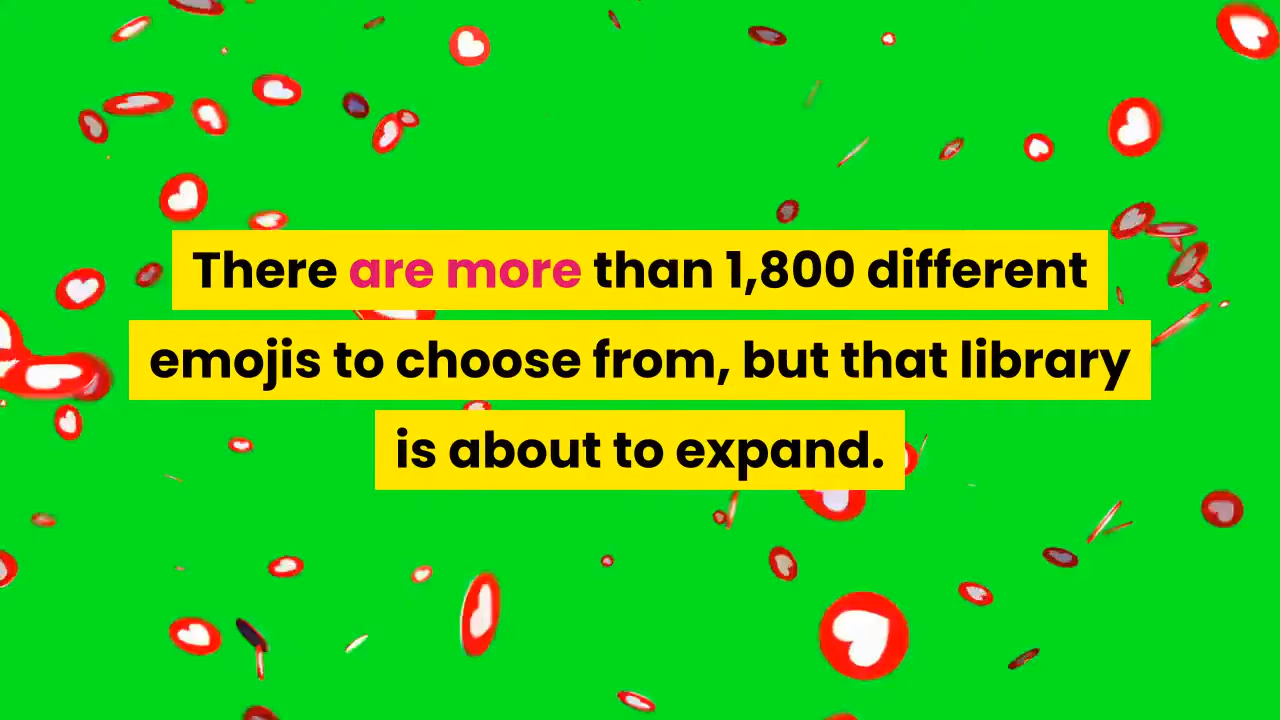 There are more than 1,800 different
emojis to choose from, but that library
is about to expand.